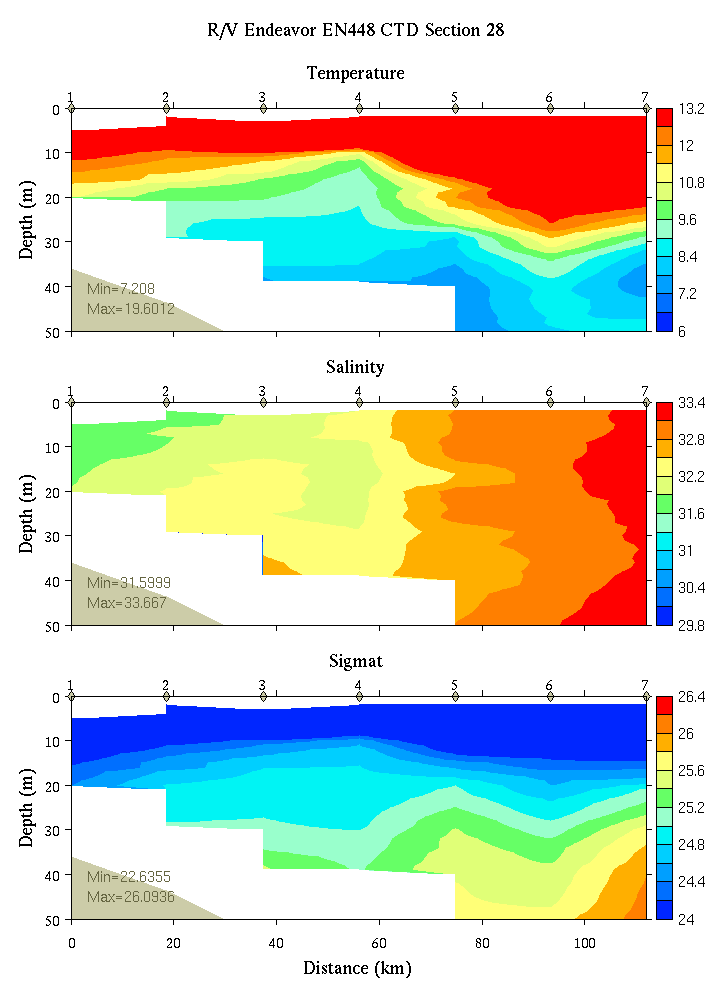 R/V Endeavor EN448 CTD Section 28
Temperature
1 2 3 4 5 6 7
0
10
20
30
40
50
Depth (m)
Min=7.208
Max=19.6012
13.2
12
10.8
9.6
8.4
7.2
6
Salinity
1 2 3 4 5 6 7
0
10
20
30
40
50
Depth (m)
Min=31.5999
Max=33.667
33.4
32.8
32.2
31.6
31
30.4
29.8
Sigmat
1 2 3 4 5 6 7
0
10
20
30
40
50
Depth (m)
Min=22.6355
Max=26.0936
26.4
26
25.6
25.2
24.8
24.4
24
0 20 40 60 80 100
Distance (km)